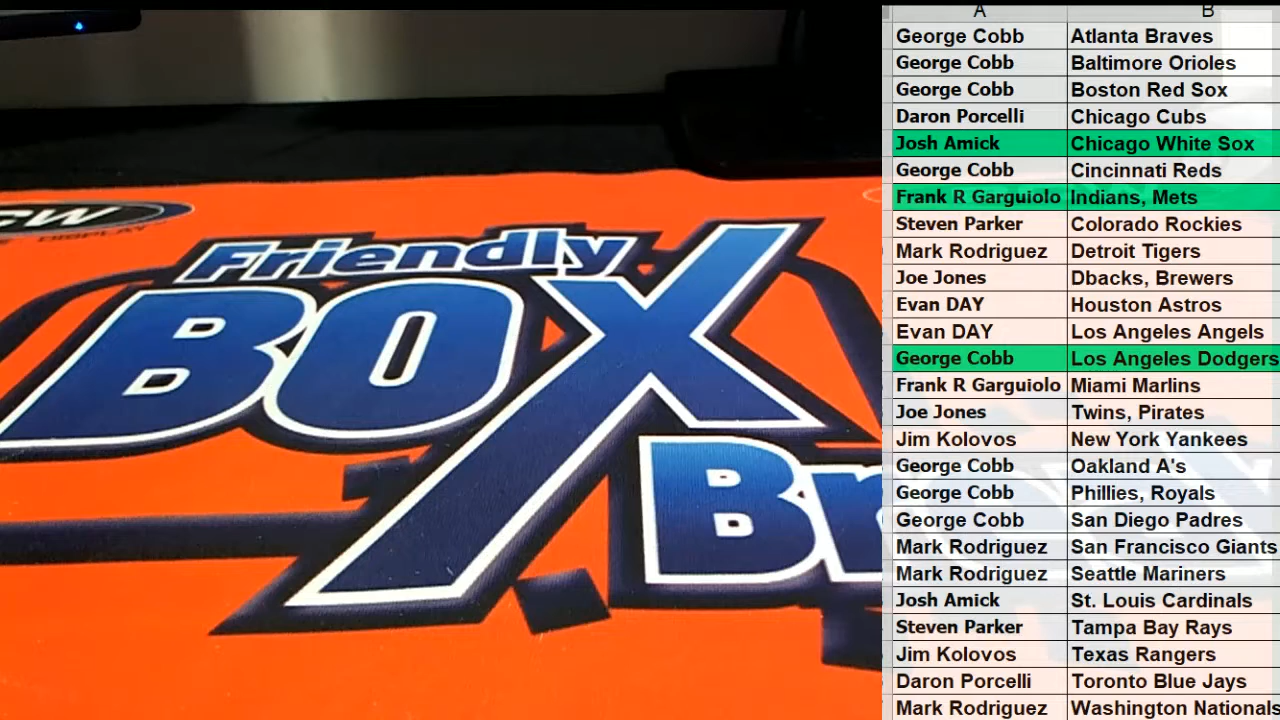 CW
DISPLAY
Friendly
BOX
Br
A B
George Cobb Atlanta Braves
George Cobb Baltimore Orioles
George Cobb Boston Red Sox
Daron Porcelli Chicago Cubs
Josh Amick Chicago White Sox
George Cobb Cincinnati Reds
Frank R Garguiolo Indians, Mets
Steven Parker Colorado Rockies
Mark Rodriguez Detroit Tigers
Joe Jones Dbacks, Brewers
Evan DAY Houston Astros
Evan DAY Los Angeles Angels
George Cobb Los Angeles Dodgers
Frank R Garguiolo Miami Marlins
Joe Jones Twins, Pirates
Jim Kolovos New York Yankees
George Cobb Oakland A's
George Cobb Phillies, Royals
George Cobb San Diego Padres
Mark Rodriguez San Francisco Giants
Mark Rodriguez Seattle Mariners
Josh Amick St. Louis Cardinals
Steven Parker Tampa Bay Rays
Jim Kolovos Texas Rangers
Daron Porcelli Toronto Blue Jays
Mark Rodriguez Washington Nationals